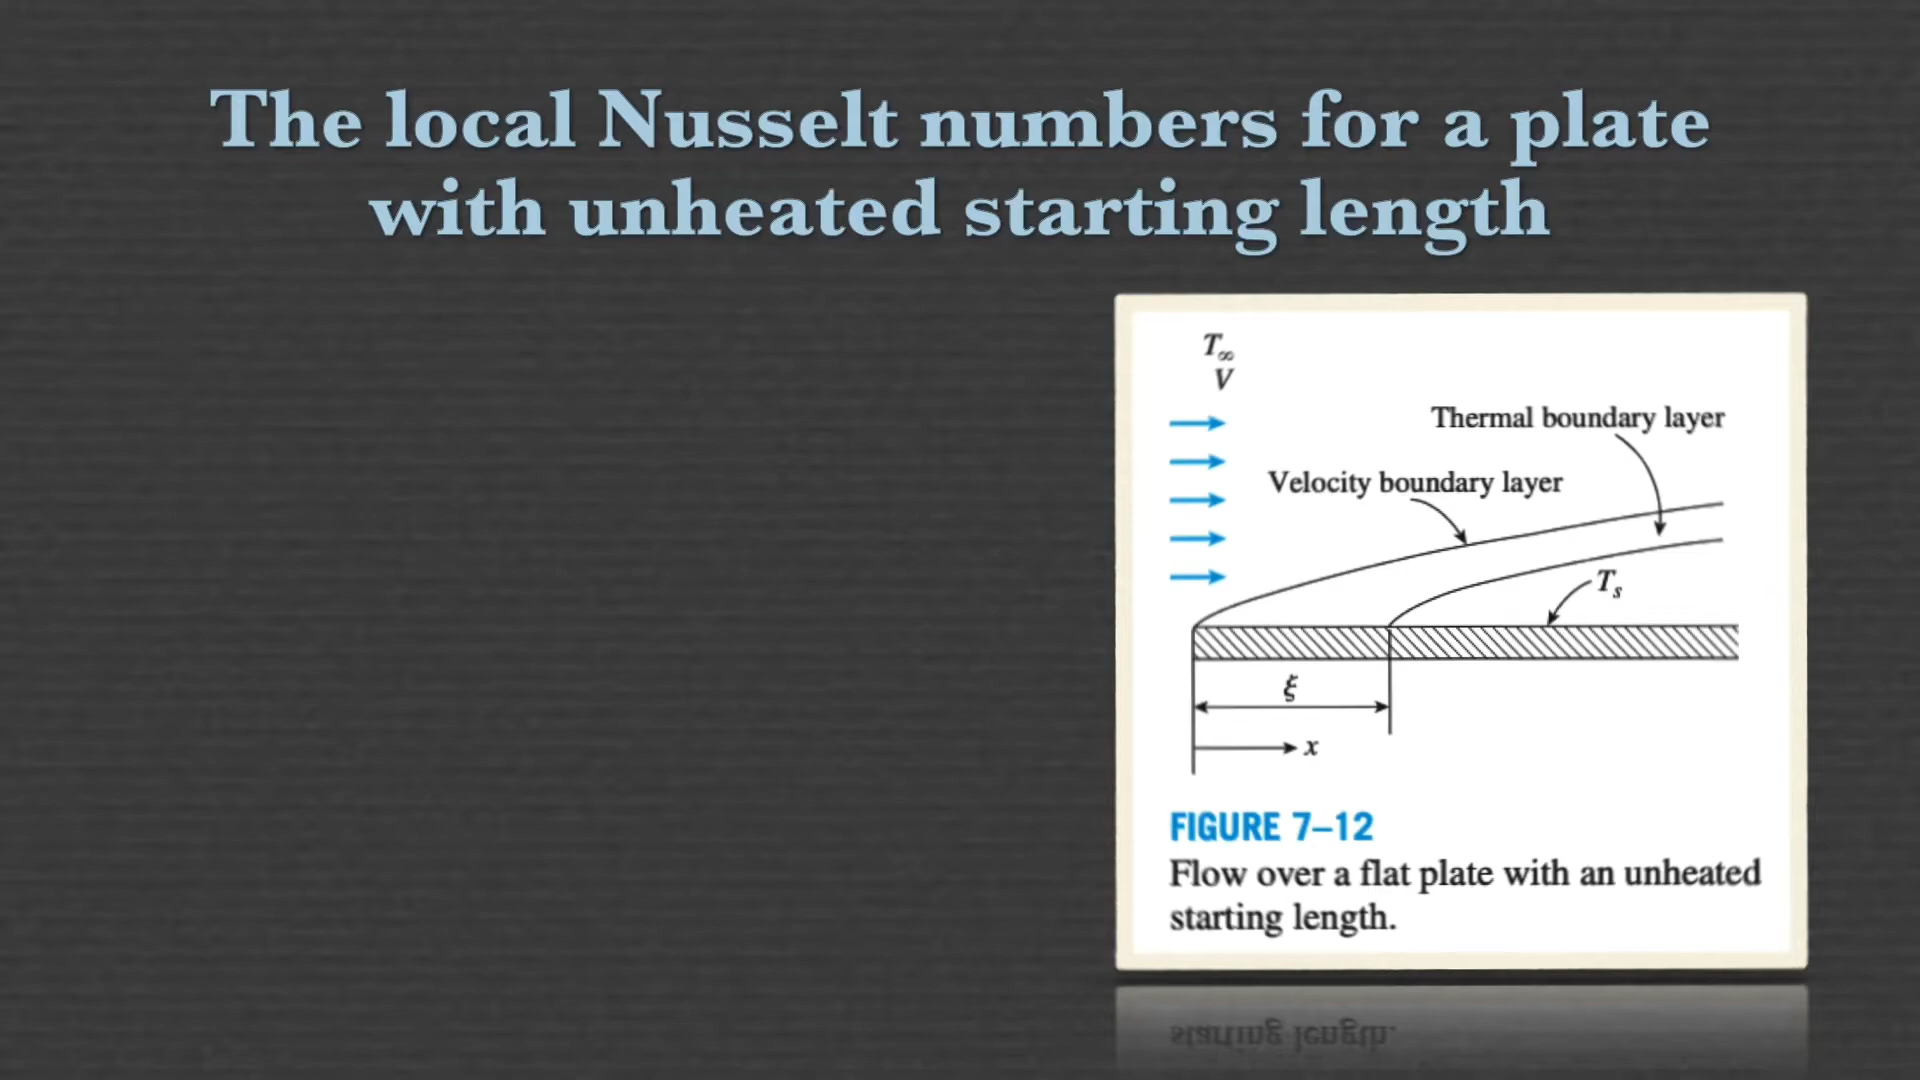 The local Nusselt numbers for a plate
with unheated starting length
T∞
V
Thermal boundary layer
Velocity boundary layer
Ts
ξ
x
FIGURE 7–12
Flow over a flat plate with an unheated
starting length.